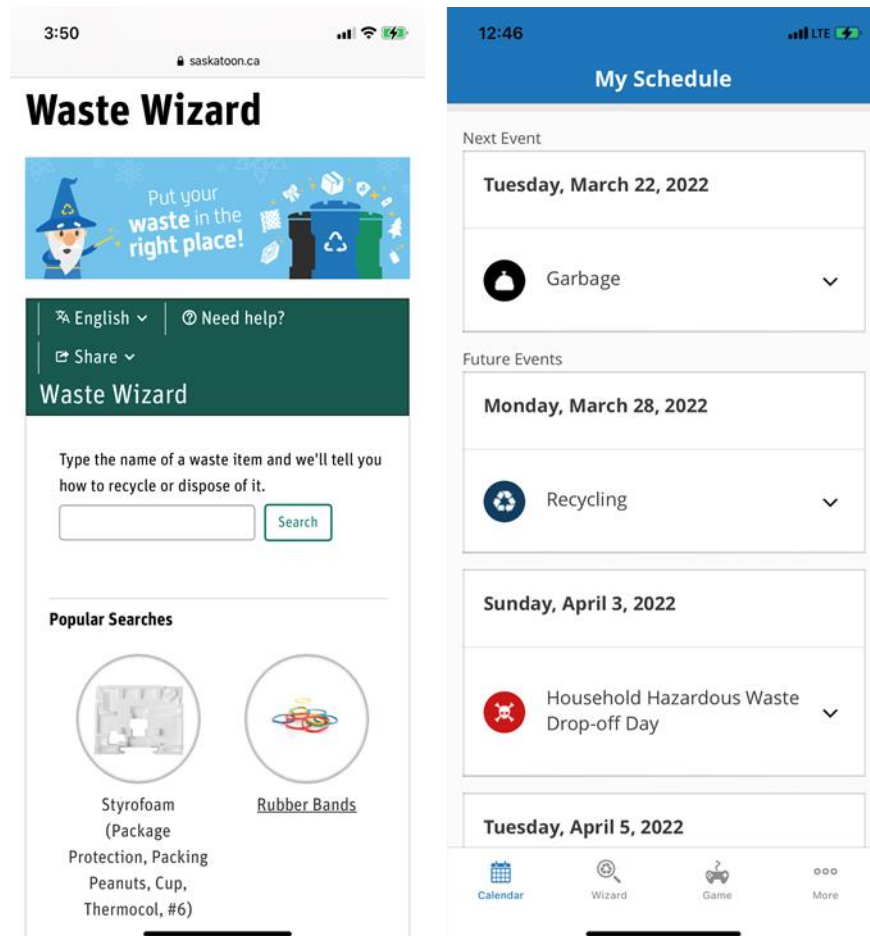 3:50
saskatoon.ca
Waste Wizard
Put your
waste in the
right place!
English
Need help?
Share
Waste Wizard
Type the name of a waste item and we'll tell you
how to recycle or dispose of it.
Search
Popular Searches
Styrofoam
(Package
Protection, Packing
Peanuts, Cup,
Thermocol, #6)
Rubber Bands
12:46
LTE
My Schedule
Next Event
Tuesday, March 22, 2022
Garbage
Future Events
Monday, March 28, 2022
Recycling
Sunday, April 3, 2022
Household Hazardous Waste
Drop-off Day
Tuesday, April 5, 2022
Calendar
Wizard
Game
More